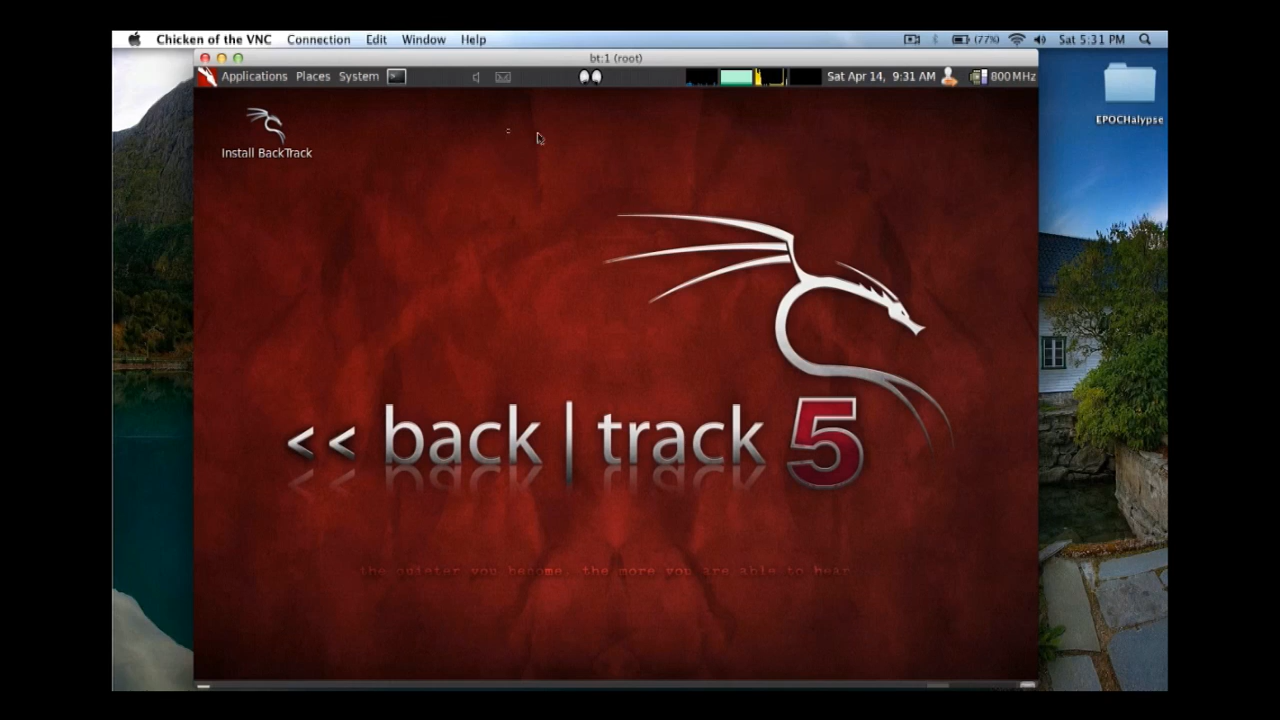 Chicken of the VNC Connection Edit Window Help (77%) Sat 5:31 PM
bt:1 (root)
Applications Places System Sat Apr 14, 9:31 AM 800 MHz
EPOCHalypse
Install BackTrack
<< back | track 5
the quieter you become, the more you are able to hear